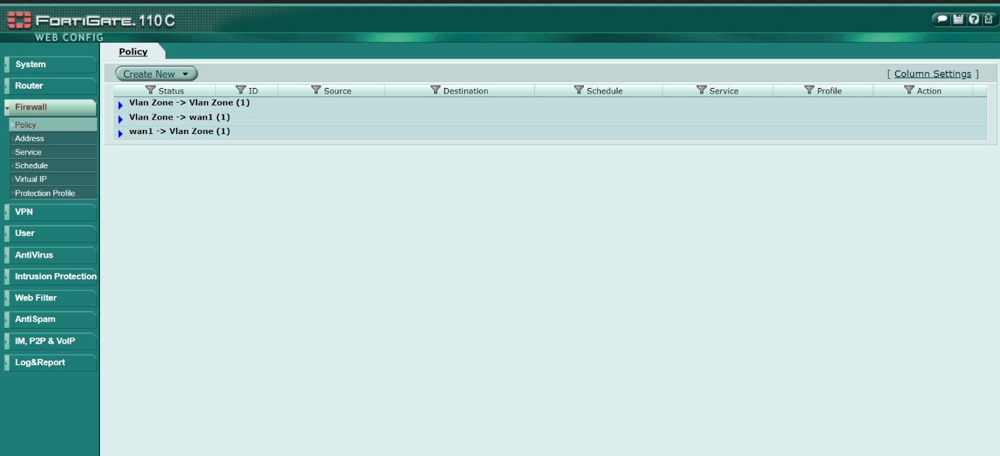 FORTIGATE. 110C
WEB CONFIG
Policy
System
Router
Firewall
Policy
Address
Service
Schedule
Virtual IP
Protection Profile
VPN
User
AntiVirus
Intrusion Protection
Web Filter
AntiSpam
IM, P2P & VoIP
Log&Report
Create New
[ Column Settings ]
Status ID Source Destination Schedule Service Profile Action
Vlan Zone -> Vlan Zone (1)
Vlan Zone -> wan1 (1)
wan1 -> Vlan Zone (1)